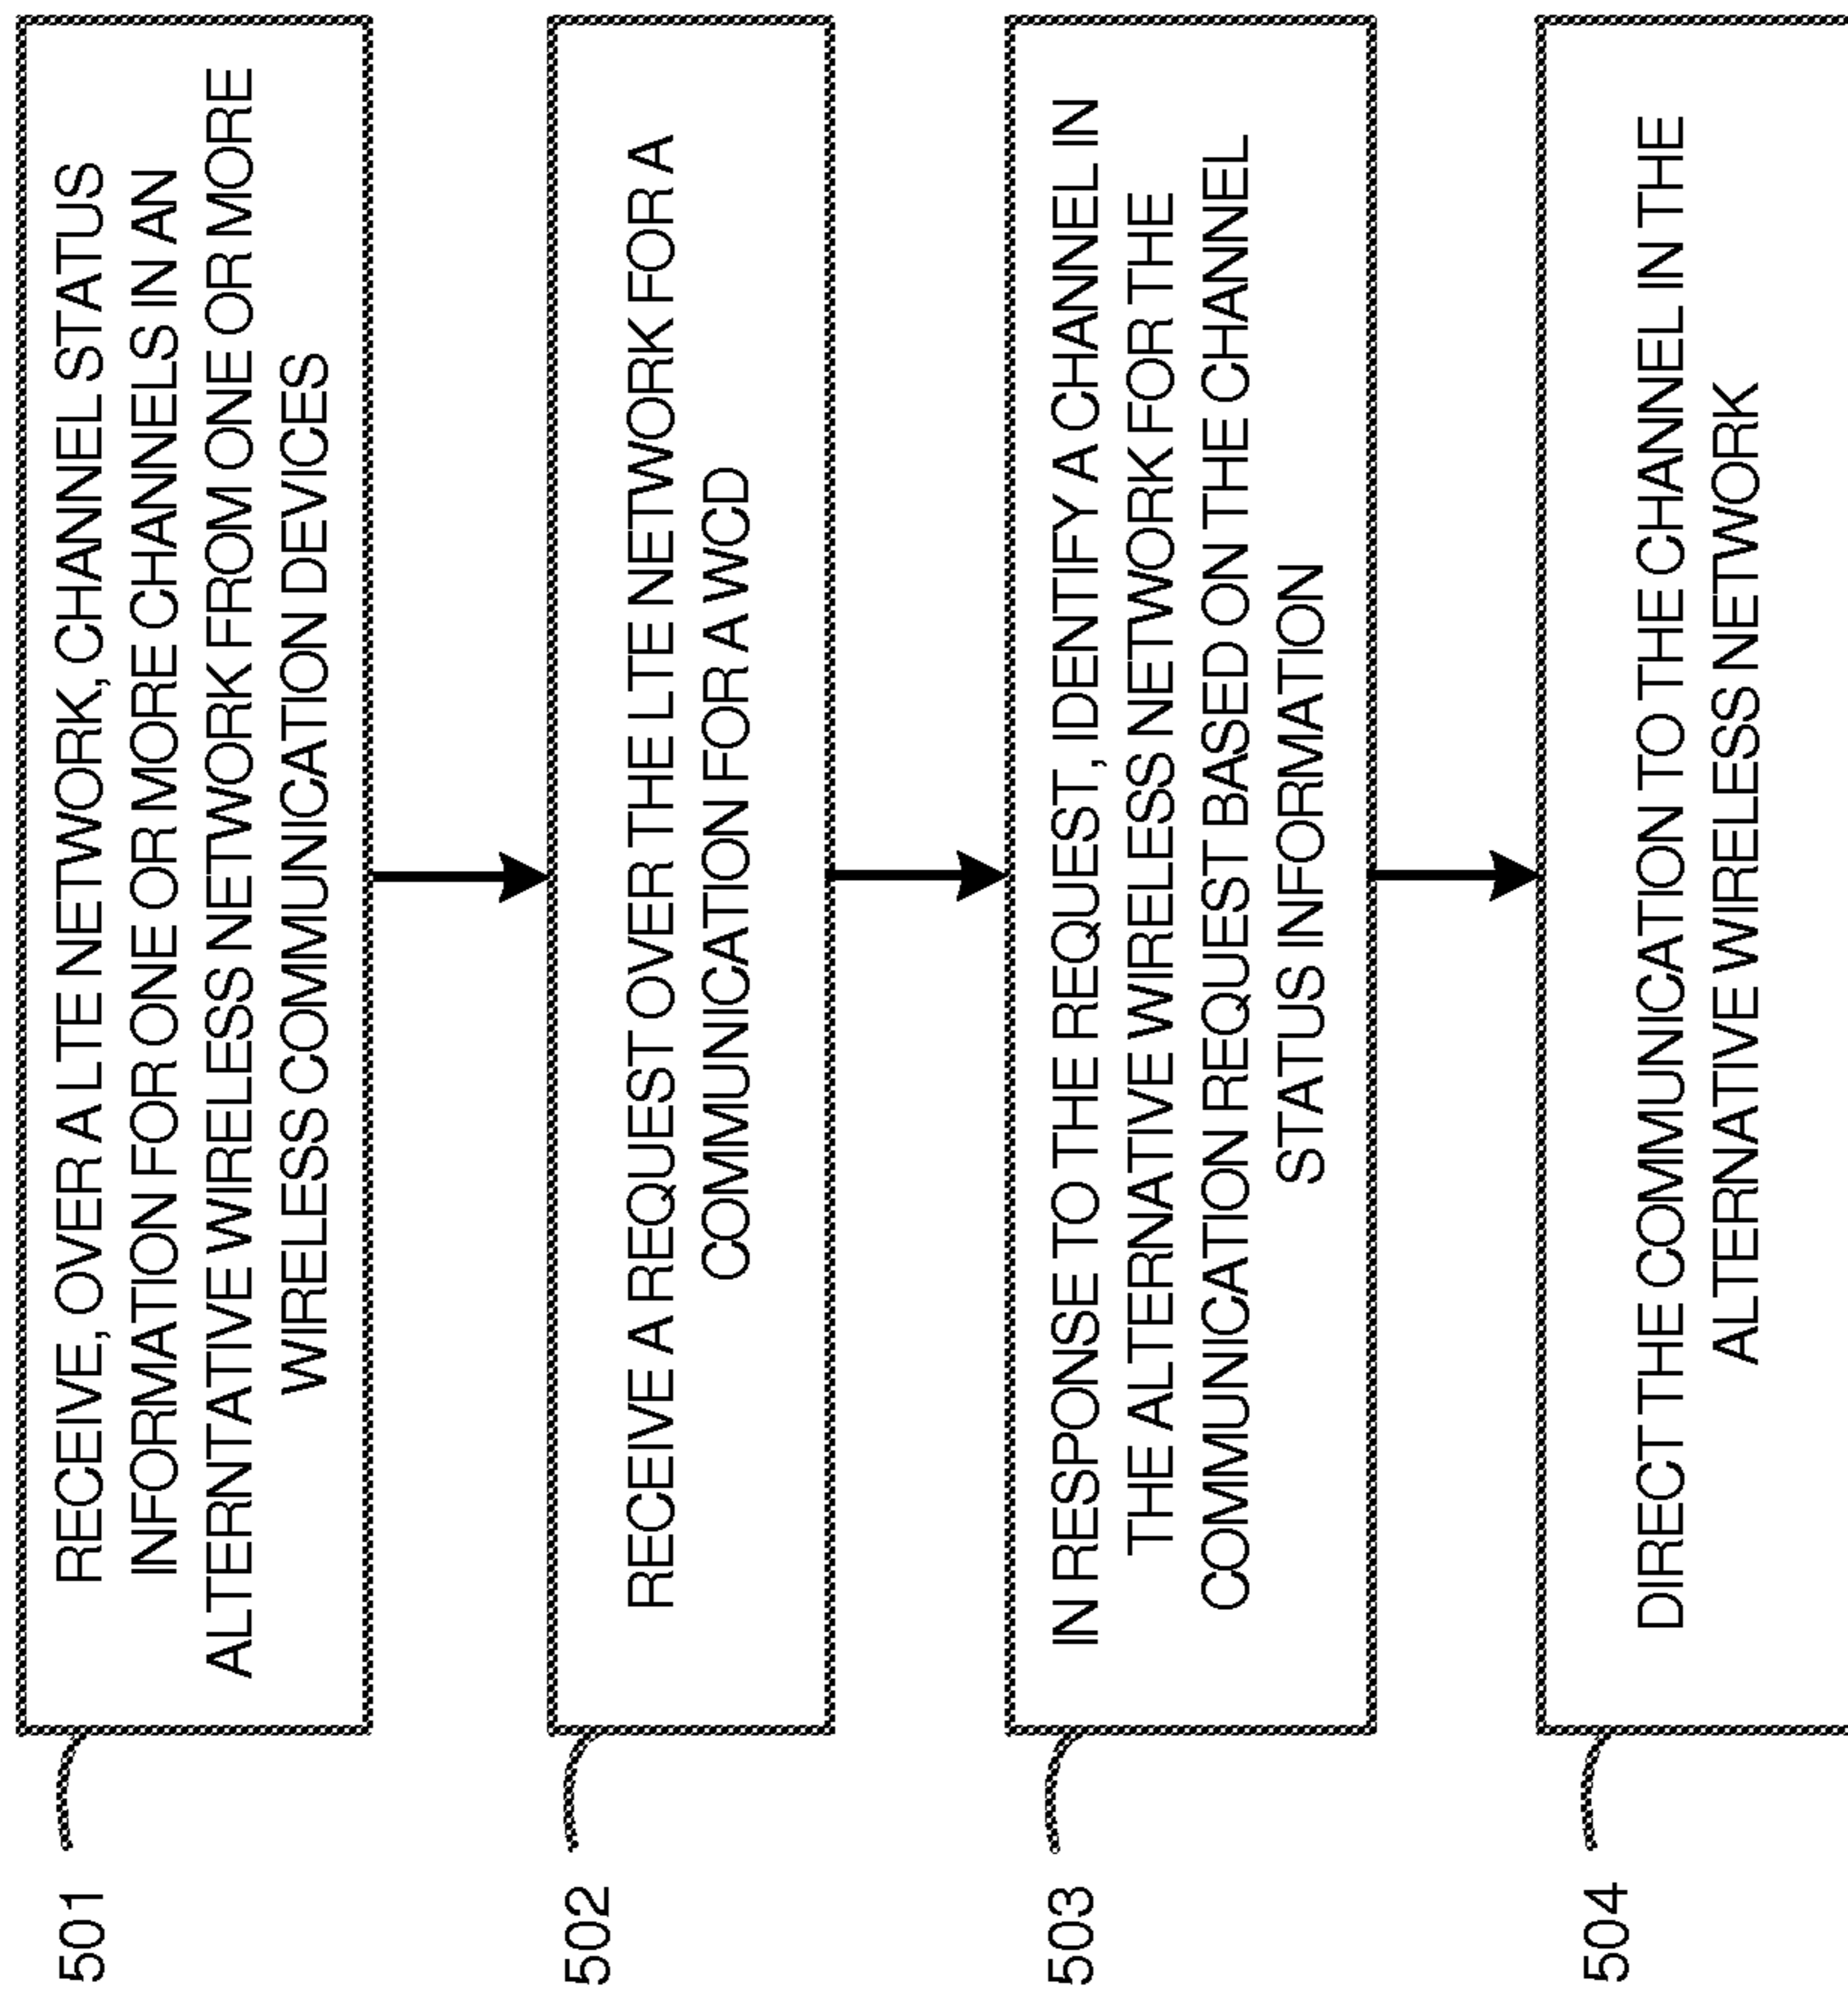 501
RECEIVE, OVER A LTE NETWORK, CHANNEL STATUS
INFORMATION FOR ONE OR MORE CHANNELS IN AN
ALTERNTATIVE WIRELESS NETWORK FROM ONE OR MORE
WIRELESS COMMUNICATION DEVICES
502
RECEIVE A REQUEST OVER THE LTE NETWORK FOR A
COMMUNICATION FOR A WCD
503
IN RESPONSE TO THE REQUEST, IDENTIFY A CHANNEL IN
THE ALTERNATIVE WIRELESS NETWORK FOR THE
COMMUNICATION REQUEST BASED ON THE CHANNEL
STATUS INFORMATION
504
DIRECT THE COMMUNICATION TO THE CHANNEL IN THE
ALTERNATIVE WIRELESS NETWORK